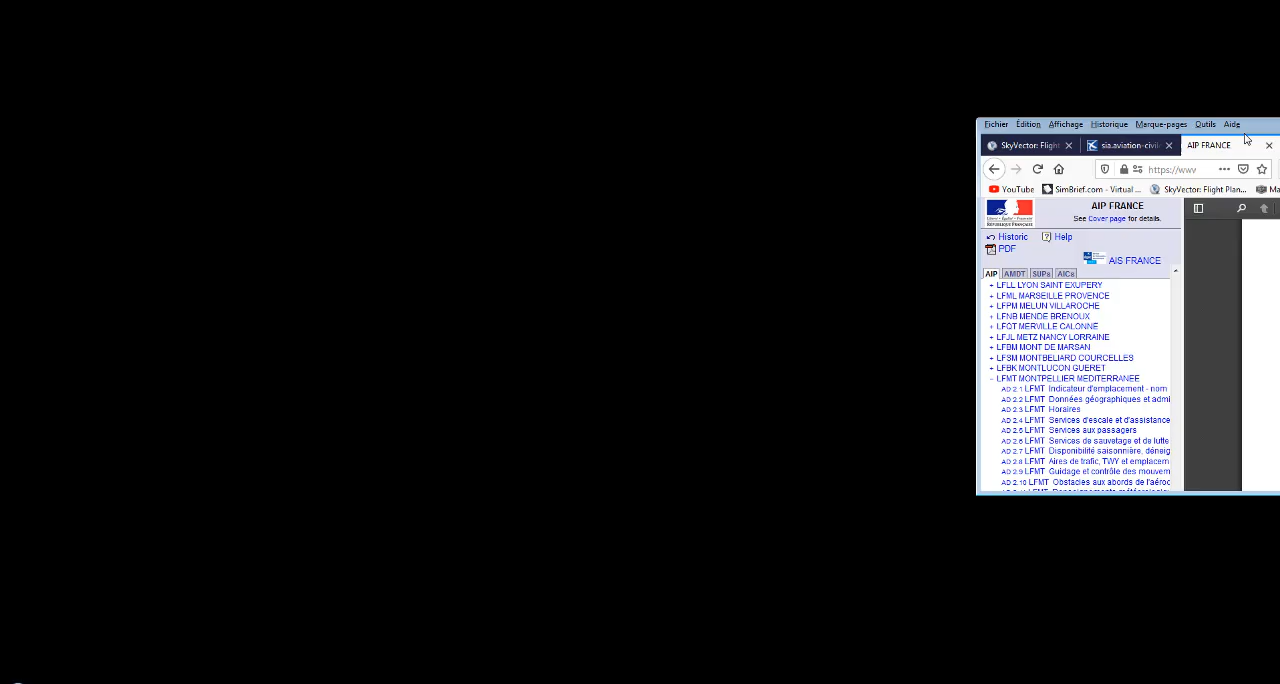 Fichier Édition Affichage Historique Marque-pages Outils Aide
SkyVector: Flight sia.aviation-civile AIP FRANCE
https://www
YouTube SimBrief.com - Virtual ... SkyVector: Flight Plan... Ma
AIP FRANCE
See Cover page for details.
Liberté • Égalité • Fraternité
RÉPUBLIQUE FRANÇAISE
Historic Help
PDF
AIS FRANCE
AIP AMDT SUPs AICs
+ LFLL LYON SAINT EXUPERY
+ LFML MARSEILLE PROVENCE
+ LFPM MELUN VILLAROCHE
+ LFNB MENDE BRENOUX
+ LFQT MERVILLE CALONNE
+ LFJL METZ NANCY LORRAINE
+ LFBM MONT DE MARSAN
+ LFSM MONTBELIARD COURCELLES
+ LFBK MONTLUCON GUERET
- LFMT MONTPELLIER MEDITERRANEE
AD 2.1 LFMT Indicateur d'emplacement - nom
AD 2.2 LFMT Données géographiques et admi
AD 2.3 LFMT Horaires
AD 2.4 LFMT Services d'escale et d'assistance
AD 2.5 LFMT Services aux passagers
AD 2.6 LFMT Services de sauvetage et de lutte
AD 2.7 LFMT Disponibilité saisonnière, déneig
AD 2.8 LFMT Aires de trafic, TWY et emplacem
AD 2.9 LFMT Guidage et contrôle des mouvem
AD 2.10 LFMT Obstacles aux abords de l'aéroc